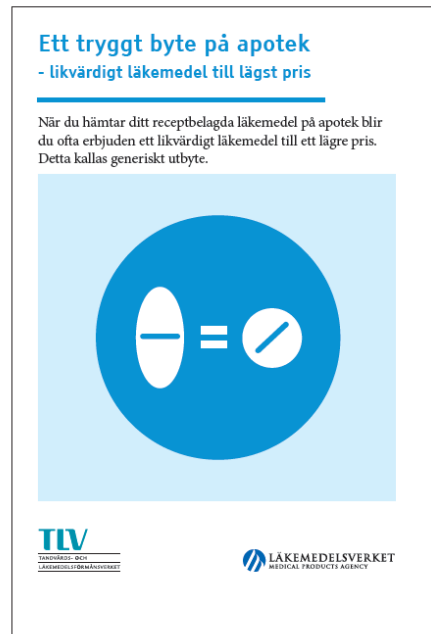 Ett tryggt byte på apotek
- likvärdigt läkemedel till lägst pris
När du hämtar ditt receptbelagda läkemedel på apotek blir
du ofta erbjuden ett likvärdigt läkemedel till ett lägre pris.
Detta kallas generiskt utbyte.
=
TLV
TANDVÅRDS- OCH
LÄKEMEDELSFÖRMÅNSVERKET
LÄKEMEDELSVERKET
MEDICAL PRODUCTS AGENCY